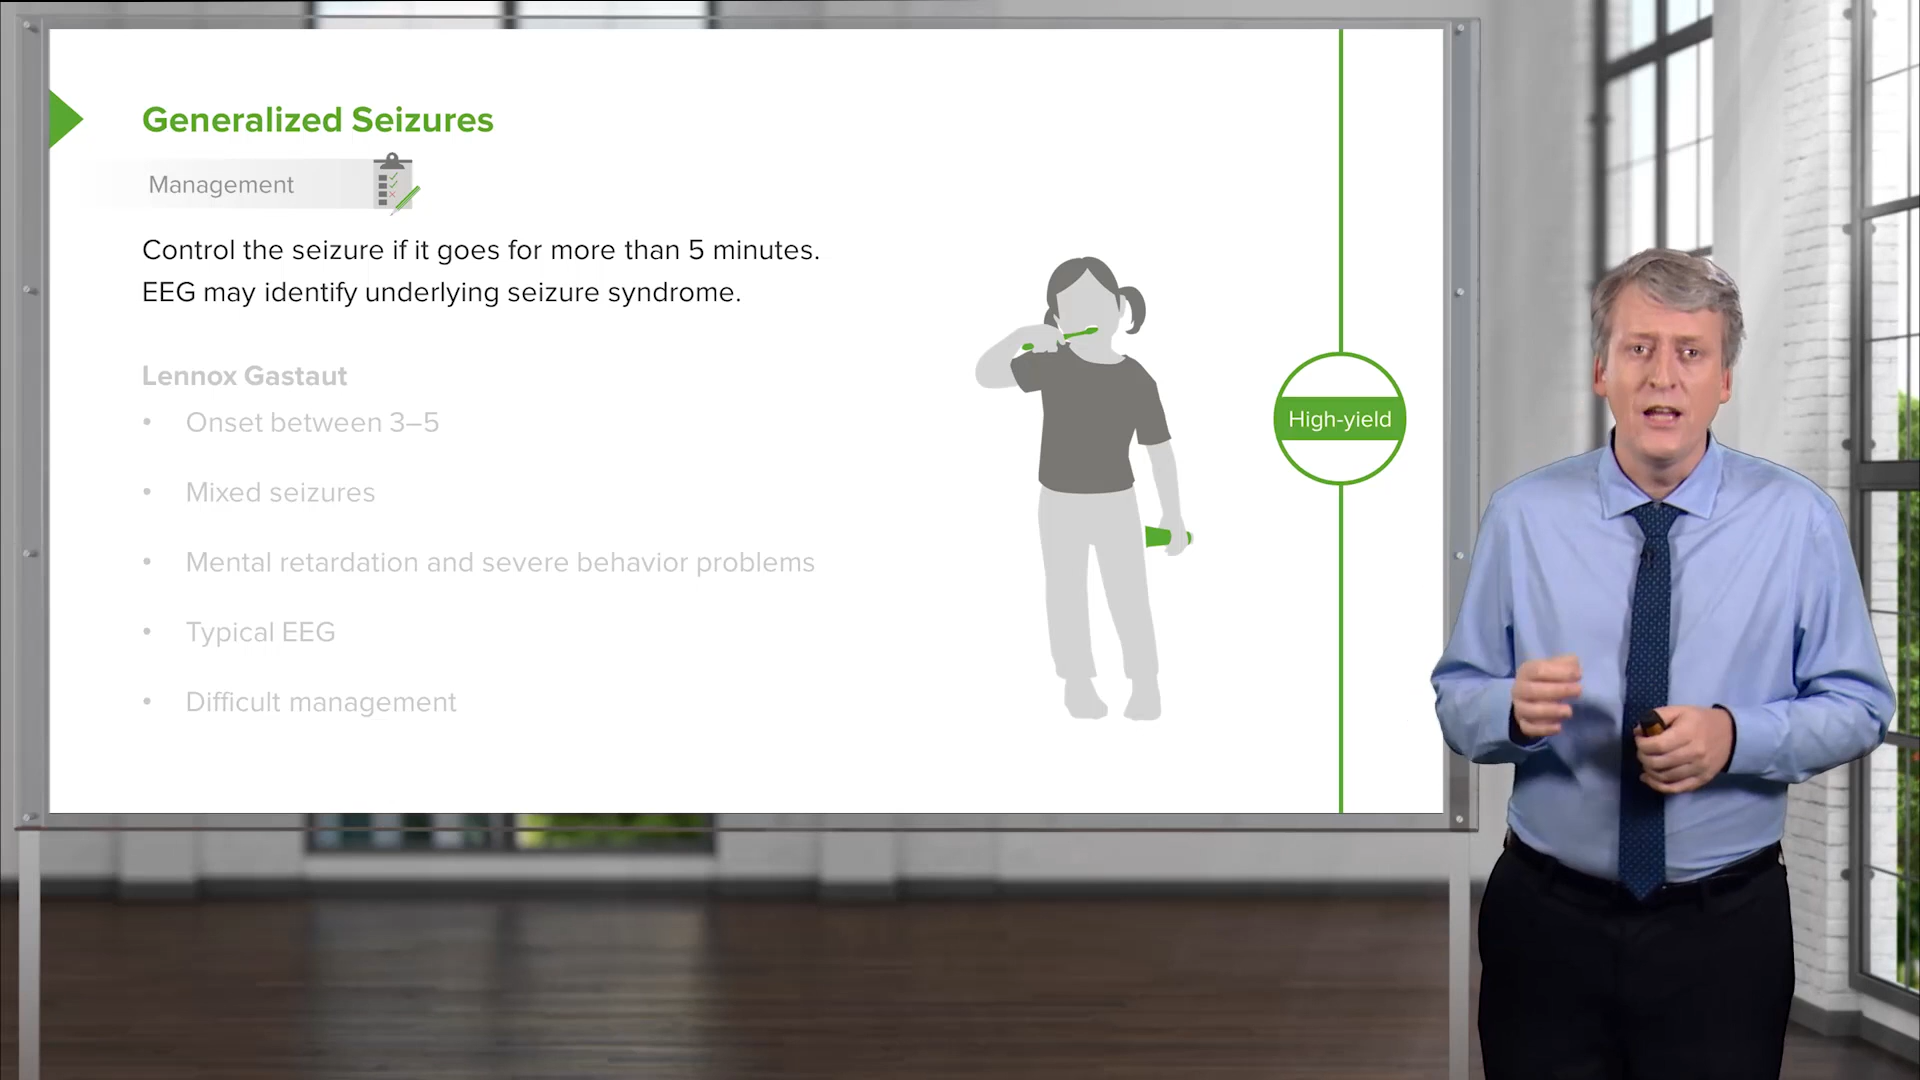 Generalized Seizures
Management
Control the seizure if it goes for more than 5 minutes.
EEG may identify underlying seizure syndrome.
Lennox Gastaut
• Onset between 3–5
• Mixed seizures
• Mental retardation and severe behavior problems
• Typical EEG
• Difficult management
High-yield